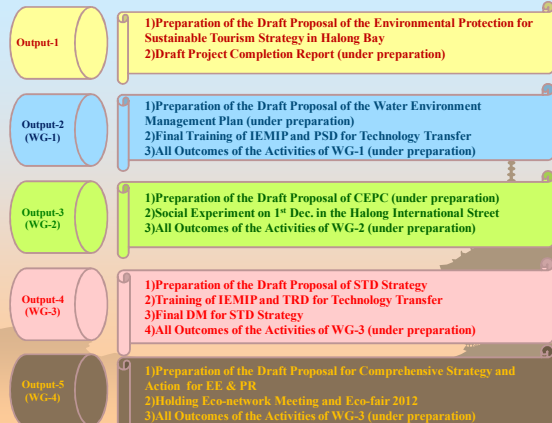 Output-1
1)Preparation of the Draft Proposal of the Environmental Protection for
Sustainable Tourism Strategy in Halong Bay
2)Draft Project Completion Report (under preparation)
Output-2
(WG-1)
1)Preparation of the Draft Proposal of the Water Environment
Management Plan (under preparation)
2)Final Training of IEMIP and PSD for Technology Transfer
3)All Outcomes of the Activities of WG-1 (under preparation)
Output-3
(WG-2)
1)Preparation of the Draft Proposal of CEPC (under preparation)
2)Social Experiment on 1st Dec. in the Halong International Street
3)All Outcomes of the Activities of WG-2 (under preparation)
Output-4
(WG-3)
1)Preparation of the Draft Proposal of STD Strategy
2)Training of IEMIP and TRD for Technology Transfer
3)Final DM for STD Strategy
4)All Outcomes of the Activities of WG-3 (under preparation)
Output-5
(WG-4)
1)Preparation of the Draft Proposal for Comprehensive Strategy and
Action for EE & PR
2)Holding Eco-network Meeting and Eco-fair 2012
3)All Outcomes of the Activities of WG-3 (under preparation)